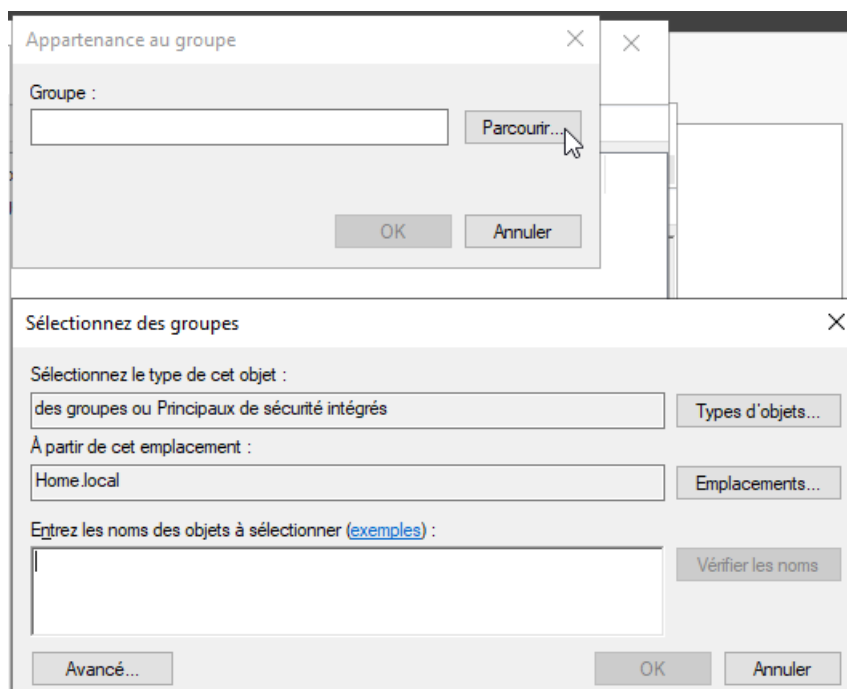 Appartenance au groupe
Groupe :
Parcourir...
OK
Annuler
Sélectionnez des groupes
Sélectionnez le type de cet objet :
des groupes ou Principaux de sécurité intégrés
Types d'objets...
À partir de cet emplacement :
Home.local
Emplacements...
Entrez les noms des objets à sélectionner (exemples) :
Vérifier les noms
Avancé...
OK
Annuler